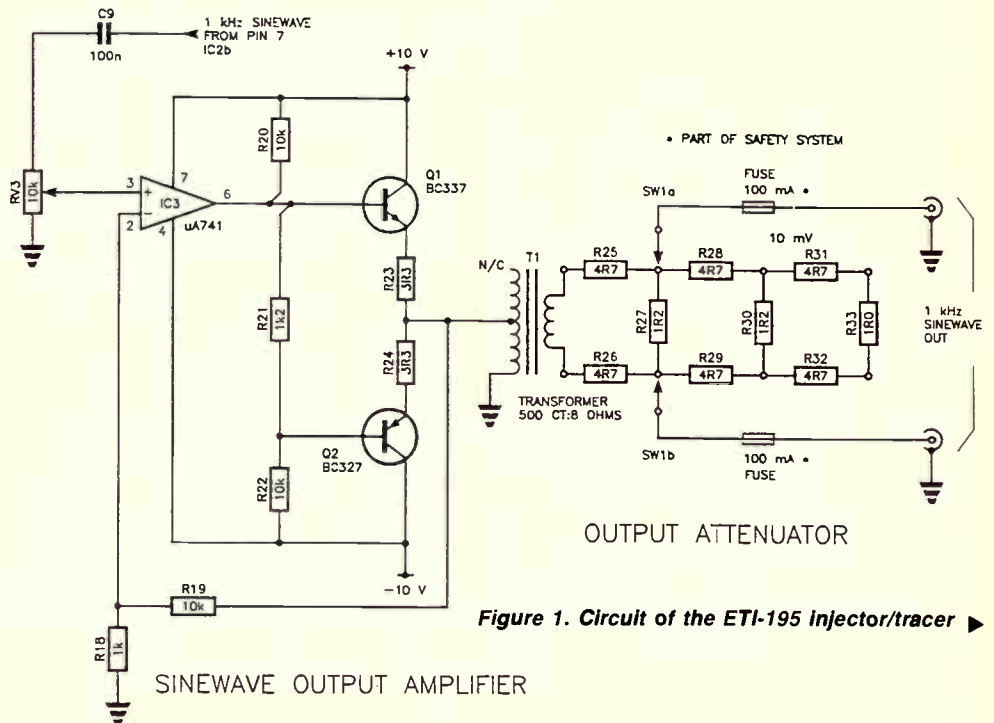 C9
100n
1 kHz SINEWAVE
FROM PIN 7
IC2b
+10 V
R20
10k
RV3
10k
3
+
2
−
IC3
7
4
6
uA741
Q1
BC337
R21
1k2
R23
3R3
R24
3R3
Q2
BC327
R22
10k
−10 V
R19
10k
R18
1k
SINEWAVE OUTPUT AMPLIFIER
N/C
T1
TRANSFORMER
500 CT:8 OHMS
• PART OF SAFETY SYSTEM
SW1a
FUSE
100 mA •
10 mV
R25
4R7
R28
4R7
R31
4R7
R27
1R2
R30
1R2
R33
1R0
R26
4R7
R29
4R7
R32
4R7
1 kHz
SINEWAVE
OUT
SW1b
100 mA •
FUSE
OUTPUT ATTENUATOR
Figure 1. Circuit of the ETI-195 injector/tracer ▶